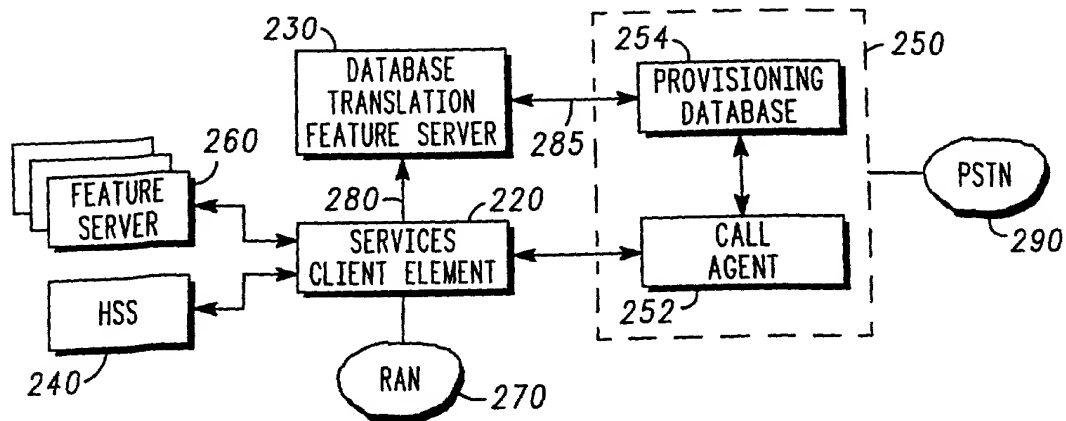 230
DATABASE
TRANSLATION
FEATURE SERVER
254
PROVISIONING
DATABASE
250
285
260
FEATURE
SERVER
280
220
SERVICES
CLIENT ELEMENT
CALL
AGENT
252
PSTN
290
HSS
240
RAN
270